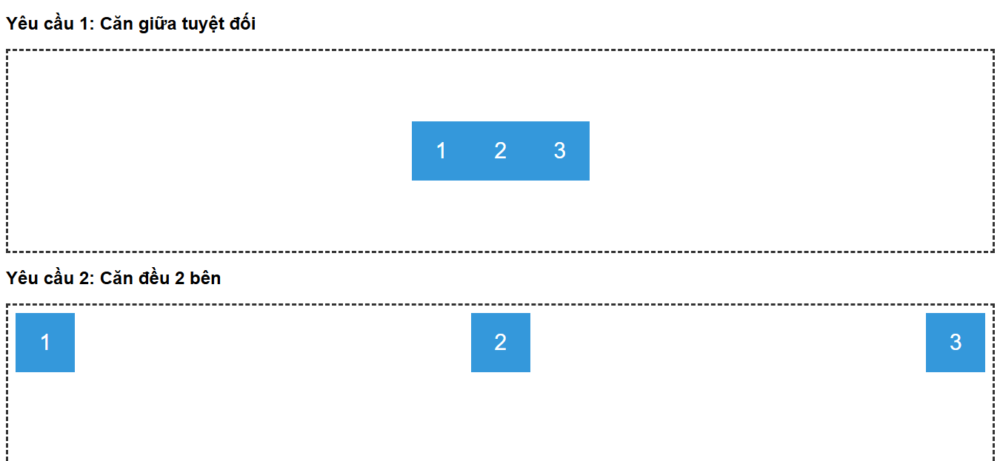 Yêu cầu 1: Căn giữa tuyệt đối
1 2 3
Yêu cầu 2: Căn đều 2 bên
1 2 3